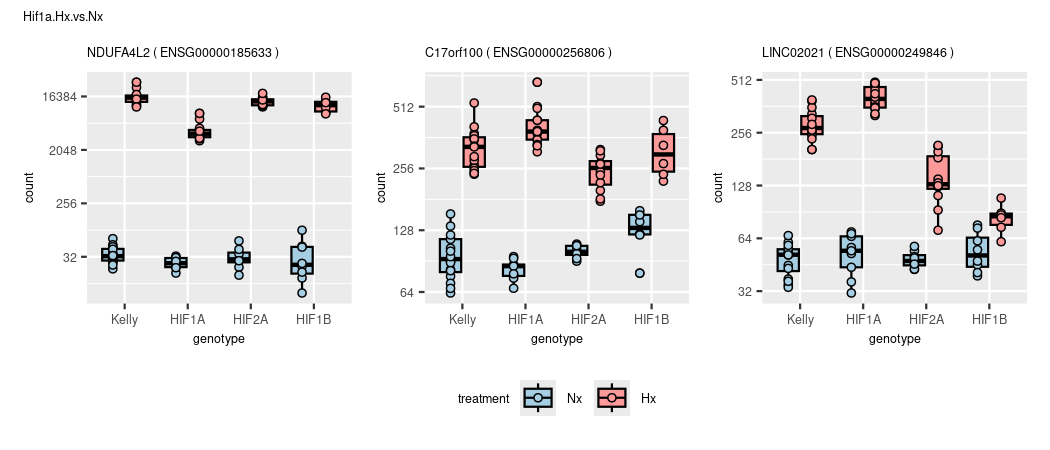 Hif1a.Hx.vs.Nx
NDUFA4L2 ( ENSG00000185633 )
16384
2048
256
32
count
Kelly HIF1A HIF2A HIF1B
genotype
C17orf100 ( ENSG00000256806 )
512
256
128
64
count
Kelly HIF1A HIF2A HIF1B
genotype
LINC02021 ( ENSG00000249846 )
512
256
128
64
32
count
Kelly HIF1A HIF2A HIF1B
genotype
treatment Nx Hx